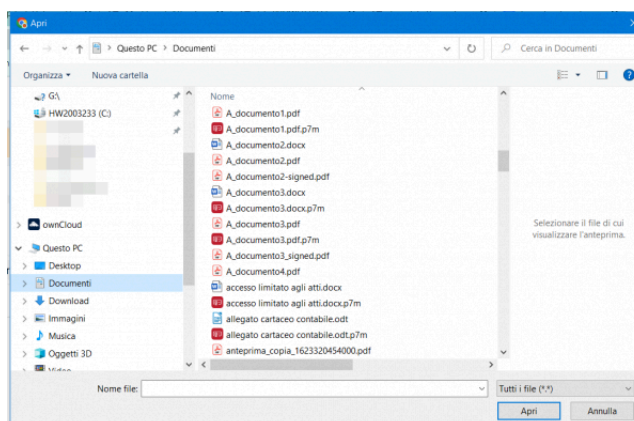 Apri
Questo PC > Documenti
Cerca in Documenti
Organizza
Nuova cartella
G:\
HW2003233 (C:)
ownCloud
Questo PC
Desktop
Documenti
Download
Immagini
Musica
Oggetti 3D
Video
Nome
A_documento1.pdf
A_documento1.pdf.p7m
A_documento2.docx
A_documento2.pdf
A_documento2-signed.pdf
A_documento3.docx
A_documento3.docx.p7m
A_documento3.pdf
A_documento3.pdf.p7m
A_documento3_signed.pdf
A_documento4.pdf
accesso limitato agli atti.docx
accesso limitato agli atti.docx.p7m
allegato cartaceo contabile.odt
allegato cartaceo contabile.odt.p7m
anteprima_copia_1623320454000.pdf
Selezionare il file di cui
visualizzare l'anteprima.
Nome file:
Tutti i file (*.*)
Apri
Annulla